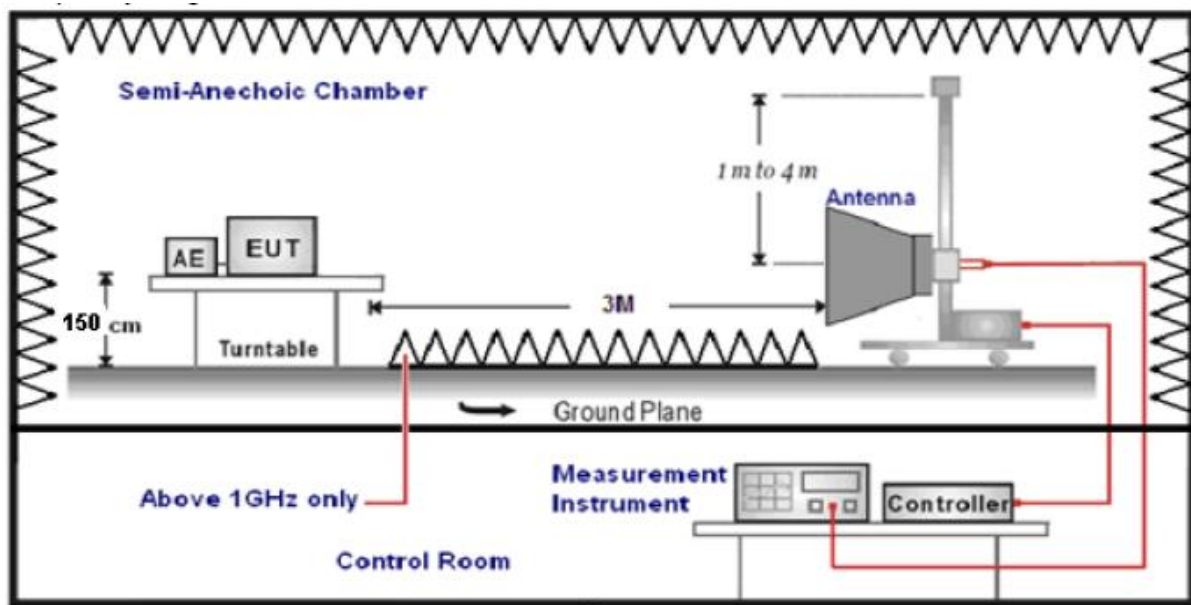 Semi-Anechoic Chamber
1 m to 4 m
Antenna
AE
EUT
3M
150 cm
Turntable
Ground Plane
Above 1GHz only
Measurement
Instrument
Controller
Control Room